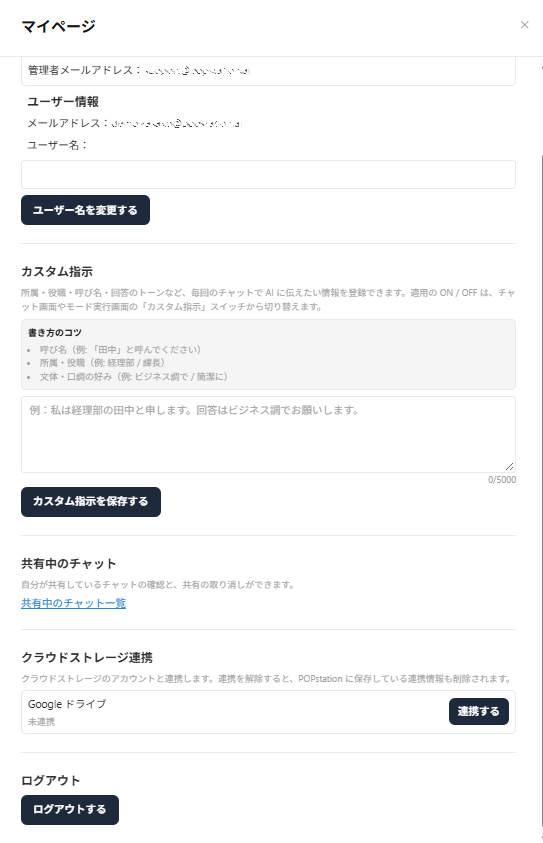 マイページ
管理者メールアドレス：
ユーザー情報
メールアドレス：
ユーザー名：
ユーザー名を変更する
カスタム指示
所属・役職・呼び名・回答のトーンなど、毎回のチャットで AI に伝えたい情報を登録できます。適用の ON / OFF は、チャ
ット画面やモード実行画面の「カスタム指示」スイッチから切り替えます。
書き方のコツ
• 呼び名（例: 「田中」と呼んでください）
• 所属・役職（例: 経理部 / 課長）
• 文体・口調の好み（例: ビジネス調で / 簡潔に）
例：私は経理部の田中と申します。回答はビジネス調でお願いします。
0/5000
カスタム指示を保存する
共有中のチャット
自分が共有しているチャットの確認と、共有の取り消しができます。
共有中のチャット一覧
クラウドストレージ連携
クラウドストレージのアカウントと連携します。連携を解除すると、POPstation に保存している連携情報も削除されます。
Google ドライブ
連携する
未連携
ログアウト
ログアウトする